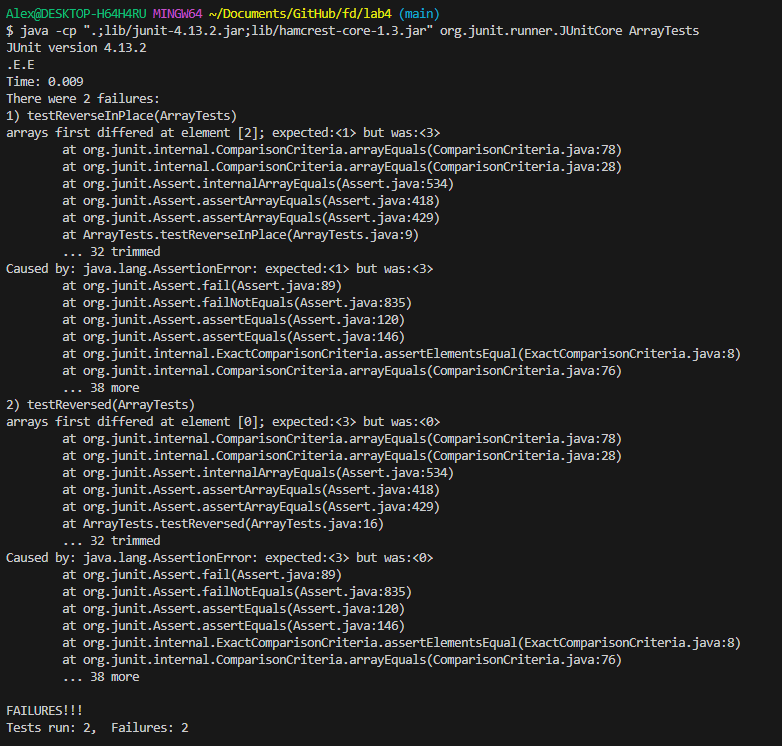 Alex@DESKTOP-H64H4RU MINGW64 ~/Documents/GitHub/fd/lab4 (main)
$ java -cp ".;lib/junit-4.13.2.jar;lib/hamcrest-core-1.3.jar" org.junit.runner.JUnitCore ArrayTests
JUnit version 4.13.2
.E.E
Time: 0.009
There were 2 failures:
1) testReverseInPlace(ArrayTests)
arrays first differed at element [2]; expected:<1> but was:<3>
        at org.junit.internal.ComparisonCriteria.arrayEquals(ComparisonCriteria.java:78)
        at org.junit.internal.ComparisonCriteria.arrayEquals(ComparisonCriteria.java:28)
        at org.junit.Assert.internalArrayEquals(Assert.java:534)
        at org.junit.Assert.assertArrayEquals(Assert.java:418)
        at org.junit.Assert.assertArrayEquals(Assert.java:429)
        at ArrayTests.testReverseInPlace(ArrayTests.java:9)
        ... 32 trimmed
Caused by: java.lang.AssertionError: expected:<1> but was:<3>
        at org.junit.Assert.fail(Assert.java:89)
        at org.junit.Assert.failNotEquals(Assert.java:835)
        at org.junit.Assert.assertEquals(Assert.java:120)
        at org.junit.Assert.assertEquals(Assert.java:146)
        at org.junit.internal.ExactComparisonCriteria.assertElementsEqual(ExactComparisonCriteria.java:8)
        at org.junit.internal.ComparisonCriteria.arrayEquals(ComparisonCriteria.java:76)
        ... 38 more
2) testReversed(ArrayTests)
arrays first differed at element [0]; expected:<3> but was:<0>
        at org.junit.internal.ComparisonCriteria.arrayEquals(ComparisonCriteria.java:78)
        at org.junit.internal.ComparisonCriteria.arrayEquals(ComparisonCriteria.java:28)
        at org.junit.Assert.internalArrayEquals(Assert.java:534)
        at org.junit.Assert.assertArrayEquals(Assert.java:418)
        at org.junit.Assert.assertArrayEquals(Assert.java:429)
        at ArrayTests.testReversed(ArrayTests.java:16)
        ... 32 trimmed
Caused by: java.lang.AssertionError: expected:<3> but was:<0>
        at org.junit.Assert.fail(Assert.java:89)
        at org.junit.Assert.failNotEquals(Assert.java:835)
        at org.junit.Assert.assertEquals(Assert.java:120)
        at org.junit.Assert.assertEquals(Assert.java:146)
        at org.junit.internal.ExactComparisonCriteria.assertElementsEqual(ExactComparisonCriteria.java:8)
        at org.junit.internal.ComparisonCriteria.arrayEquals(ComparisonCriteria.java:76)
        ... 38 more

FAILURES!!!
Tests run: 2,  Failures: 2